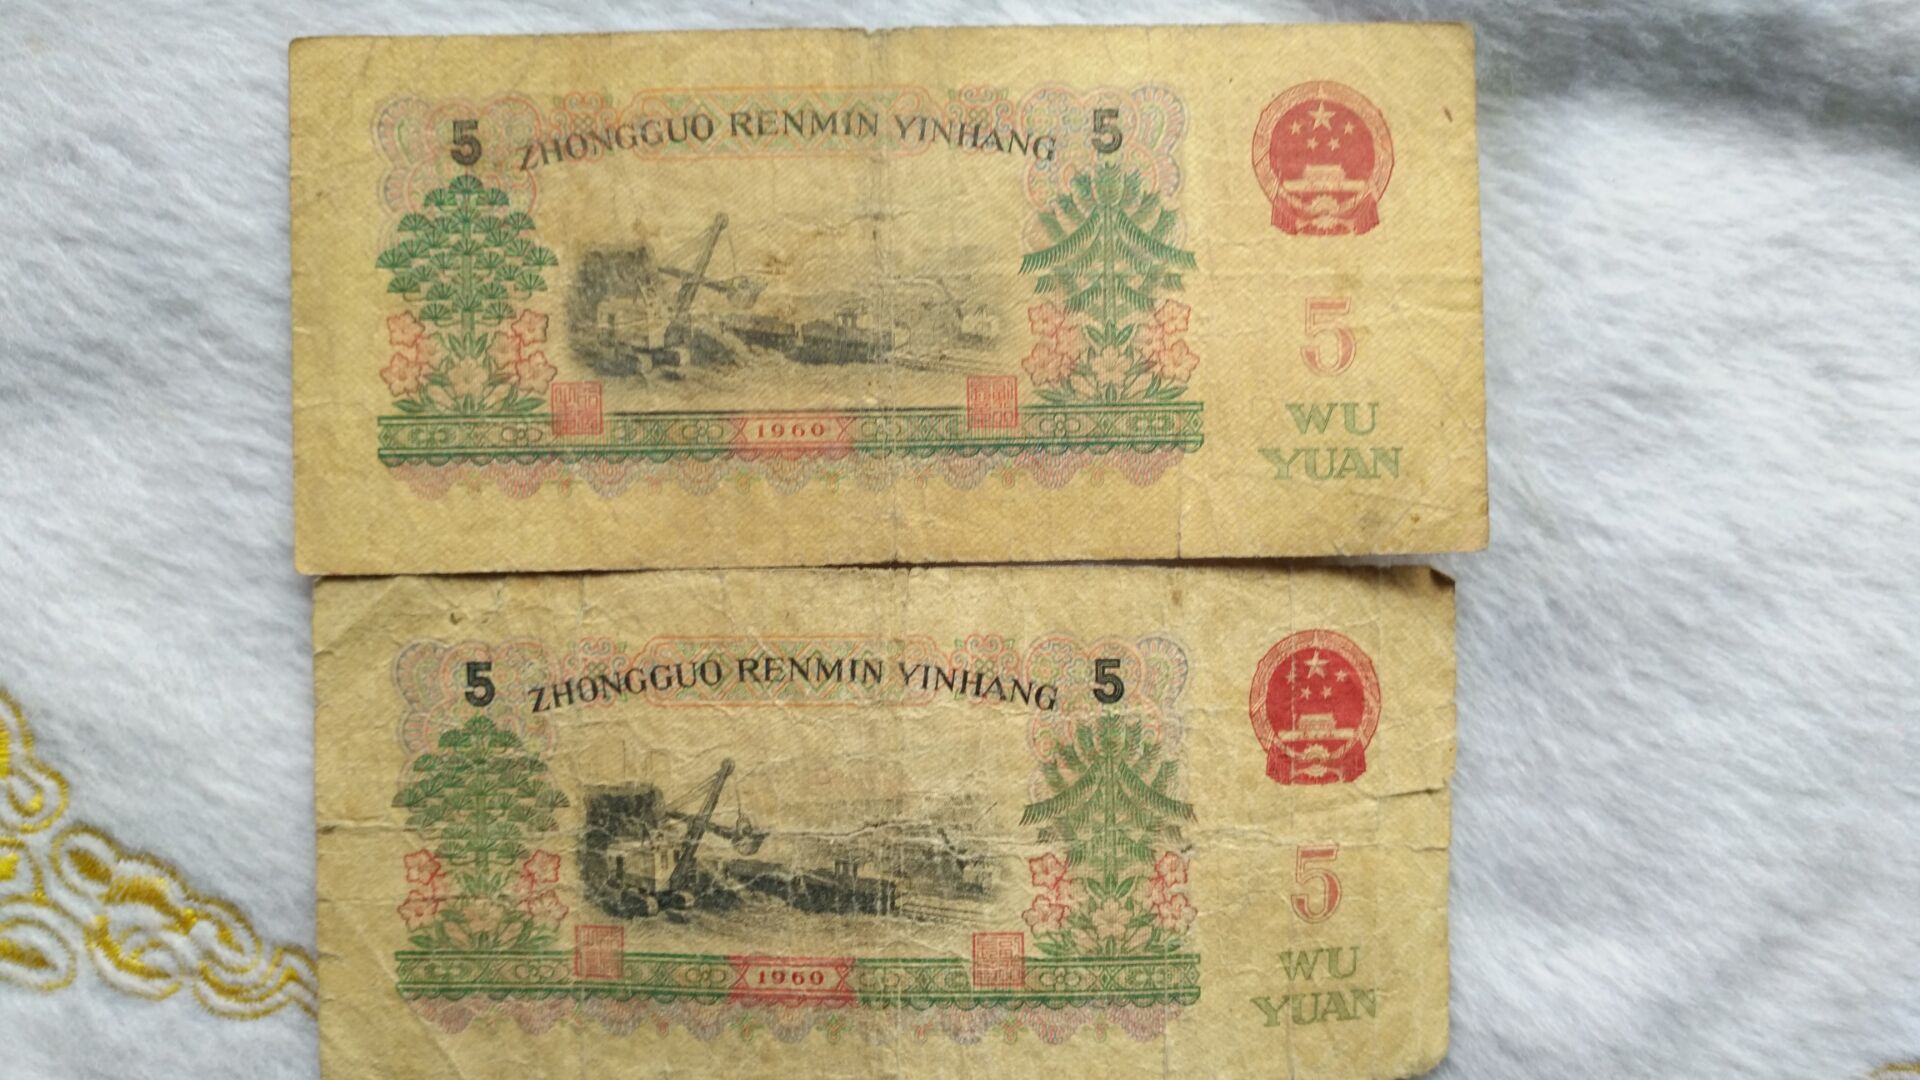 5 ZHONGGUO RENMIN YINHANG 5
5
WU
YUAN
1960
5 ZHONGGUO RENMIN YINHANG 5
5
WU
YUAN
1960